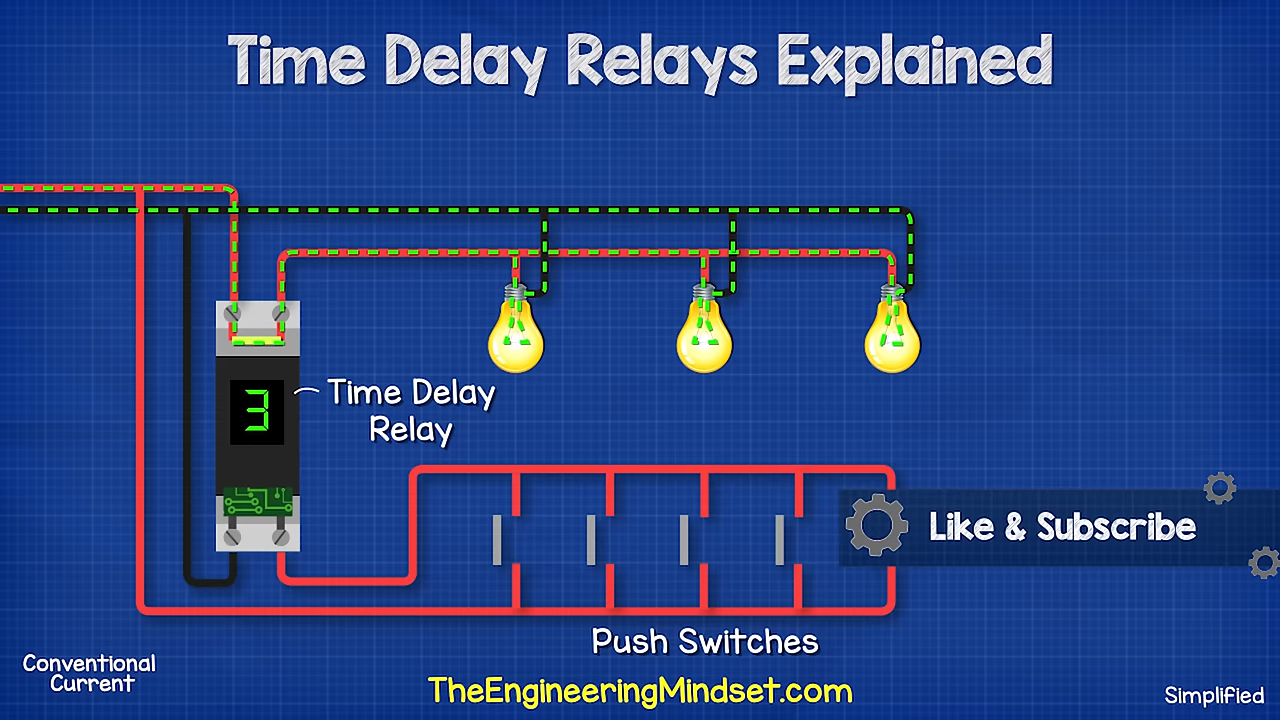 Time Delay Relays Explained
3
Time Delay
Relay
Like & Subscribe
Push Switches
Conventional
Current
TheEngineeringMindset.com
Simplified